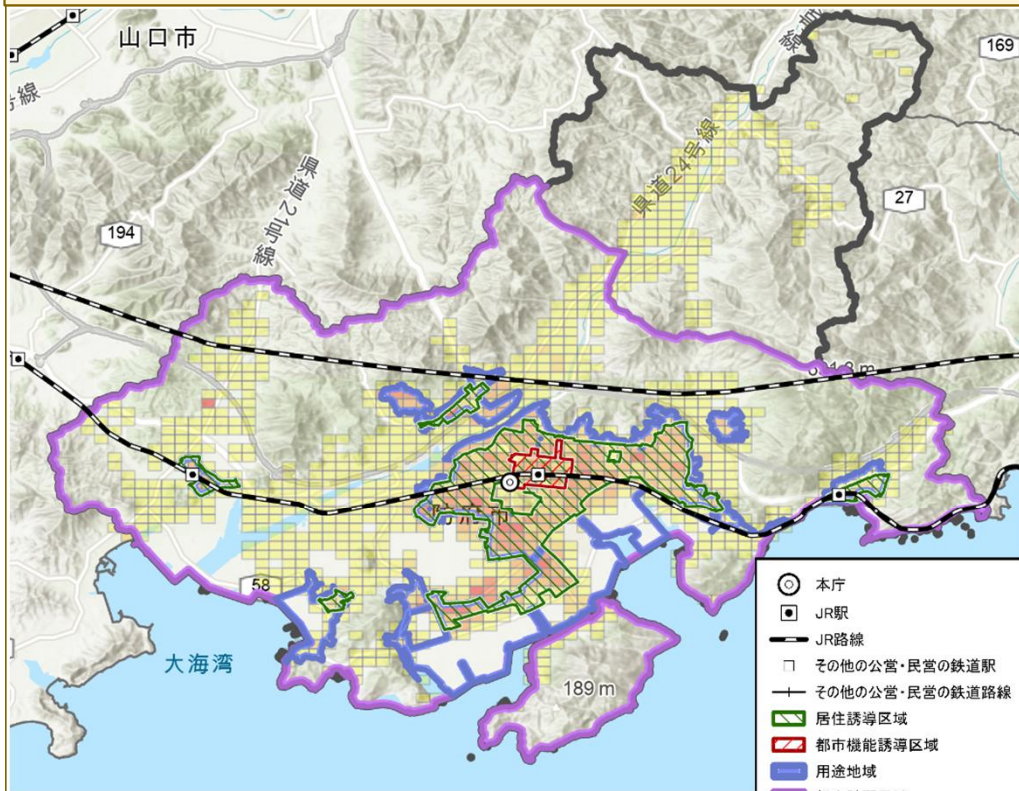 山口市
169
県道24号線
27
県道21号線
194
58
大海湾
189 m
本庁
JR駅
JR路線
その他の公営・民営の鉄道駅
その他の公営・民営の鉄道路線
居住誘導区域
都市機能誘導区域
用途地域